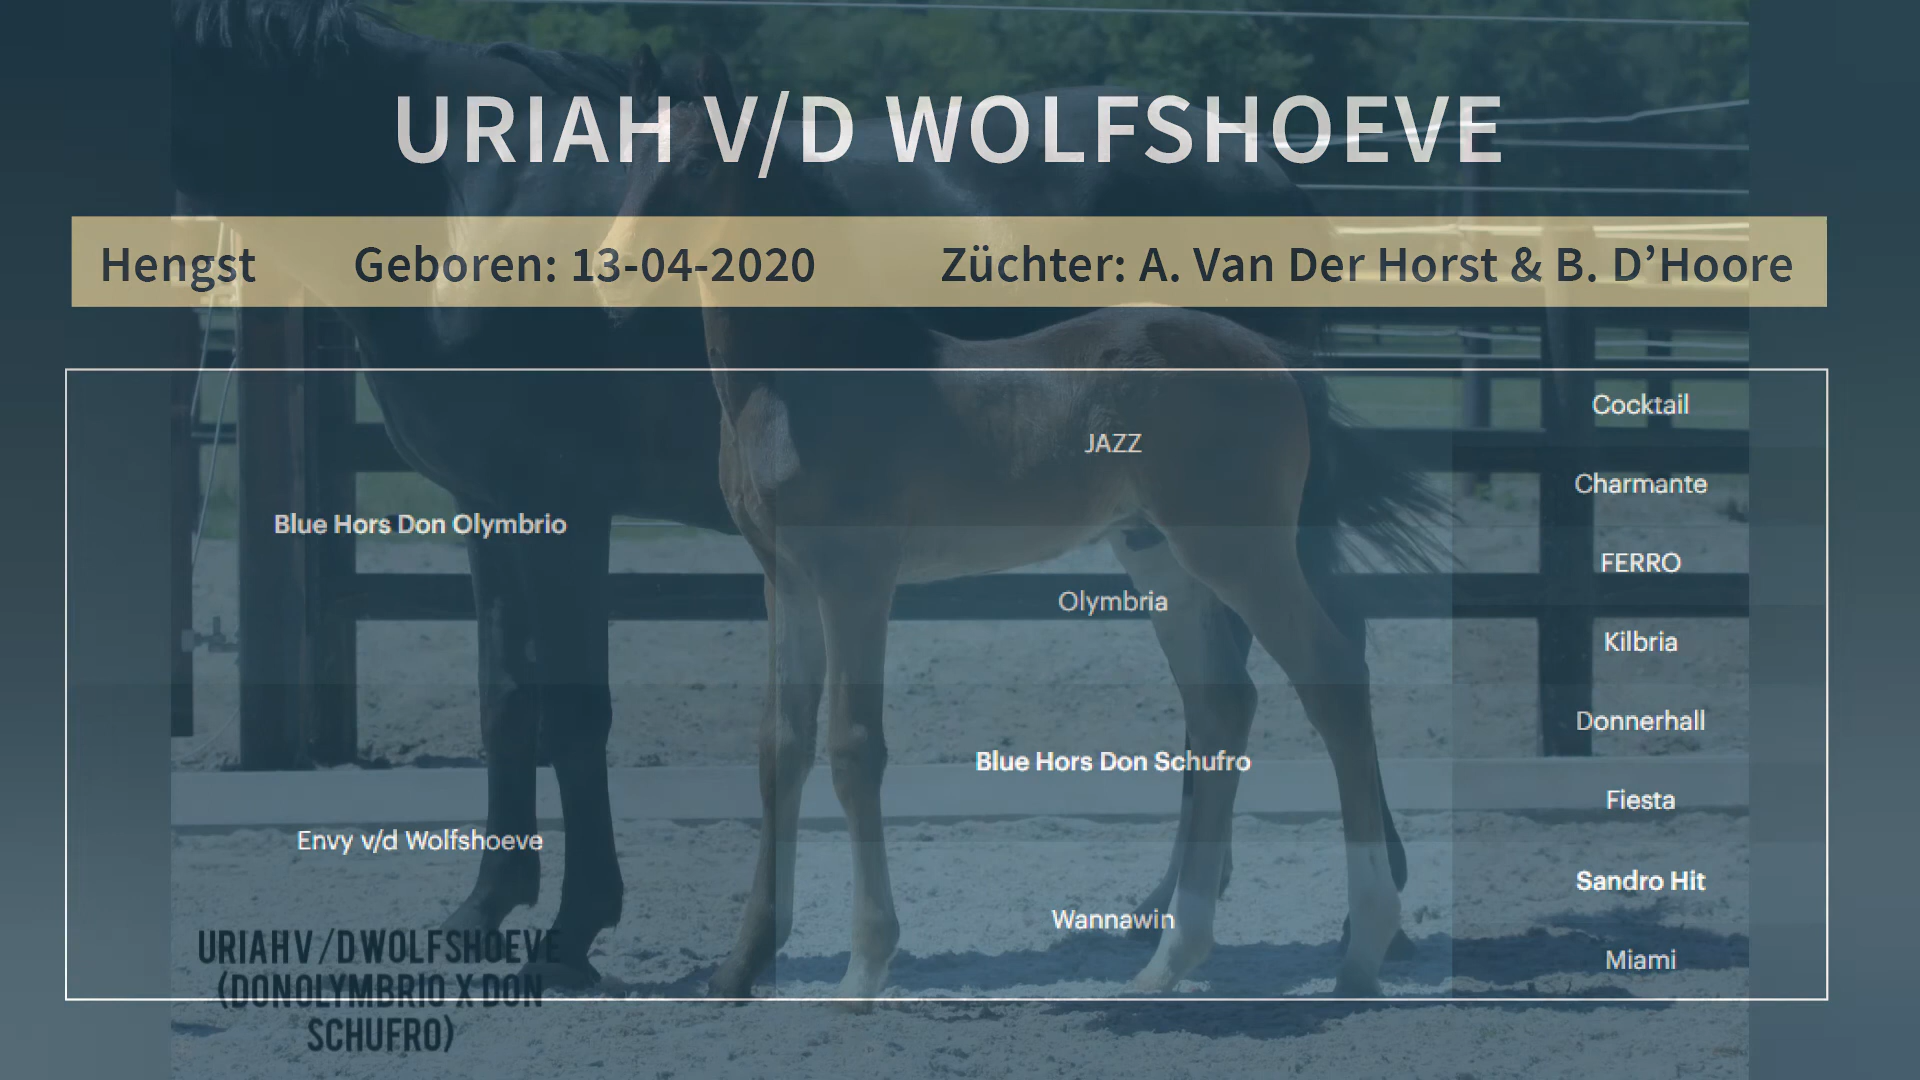 URIAH V/D WOLFSHOEVE
Hengst Geboren: 13-04-2020 Züchter: A. Van Der Horst & B. D’Hoore
Cocktail
JAZZ
Charmante
Blue Hors Don Olymbrio
FERRO
Olymbria
Kilbria
Donnerhall
Blue Hors Don Schufro
Fiesta
Envy v/d Wolfshoeve
Sandro Hit
Wannawin
Miami
URIAH V/D WOLFSHOEVE
(DON OLYMBRIO X DON
SCHUFRO)